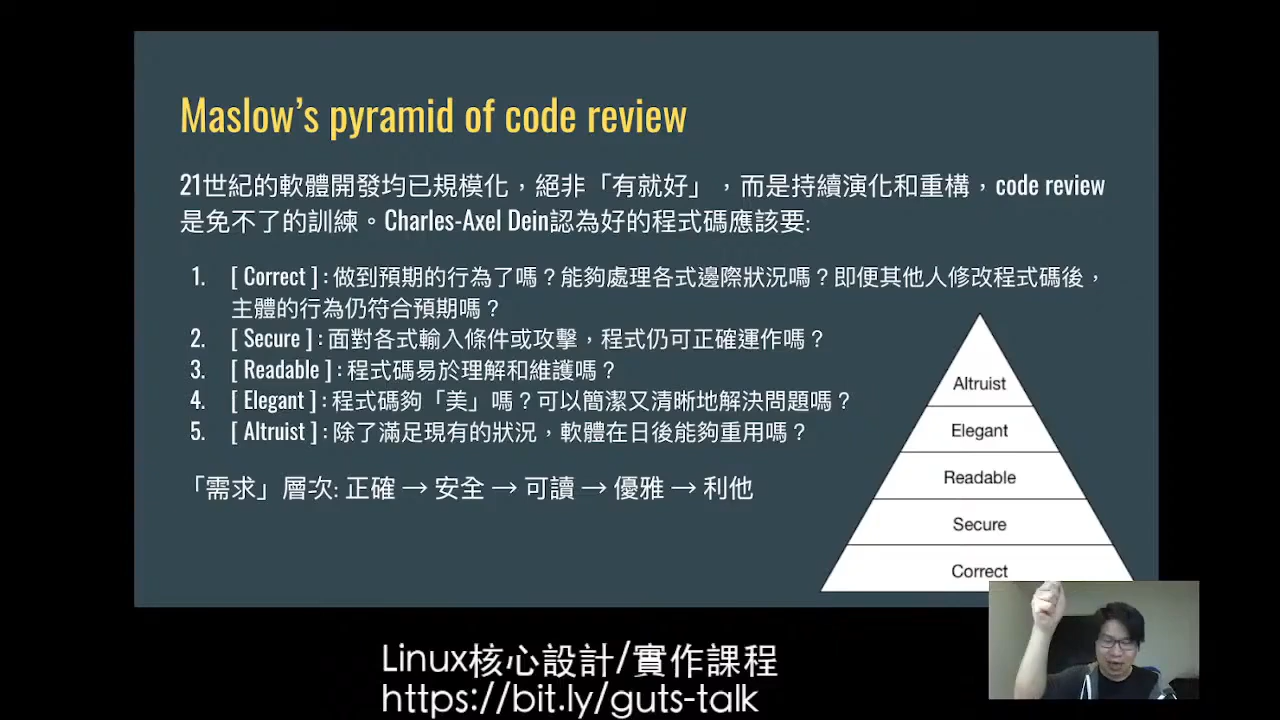 Maslow’s pyramid of code review
21世紀的軟體開發均已規模化，絕非「有就好」，而是持續演化和重構，code review
是免不了的訓練。Charles-Axel Dein認為好的程式碼應該要:
1. [ Correct ] : 做到預期的行為了嗎？能夠處理各式邊際狀況嗎？即便其他人修改程式碼後，
主體的行為仍符合預期嗎？
2. [ Secure ] : 面對各式輸入條件或攻擊，程式仍可正確運作嗎？
3. [ Readable ] : 程式碼易於理解和維護嗎？
4. [ Elegant ] : 程式碼夠「美」嗎？可以簡潔又清晰地解決問題嗎？
5. [ Altruist ] : 除了滿足現有的狀況，軟體在日後能夠重用嗎？
「需求」層次: 正確 → 安全 → 可讀 → 優雅 → 利他
Altruist
Elegant
Readable
Secure
Correct
Linux核心設計/實作課程
https://bit.ly/guts-talk